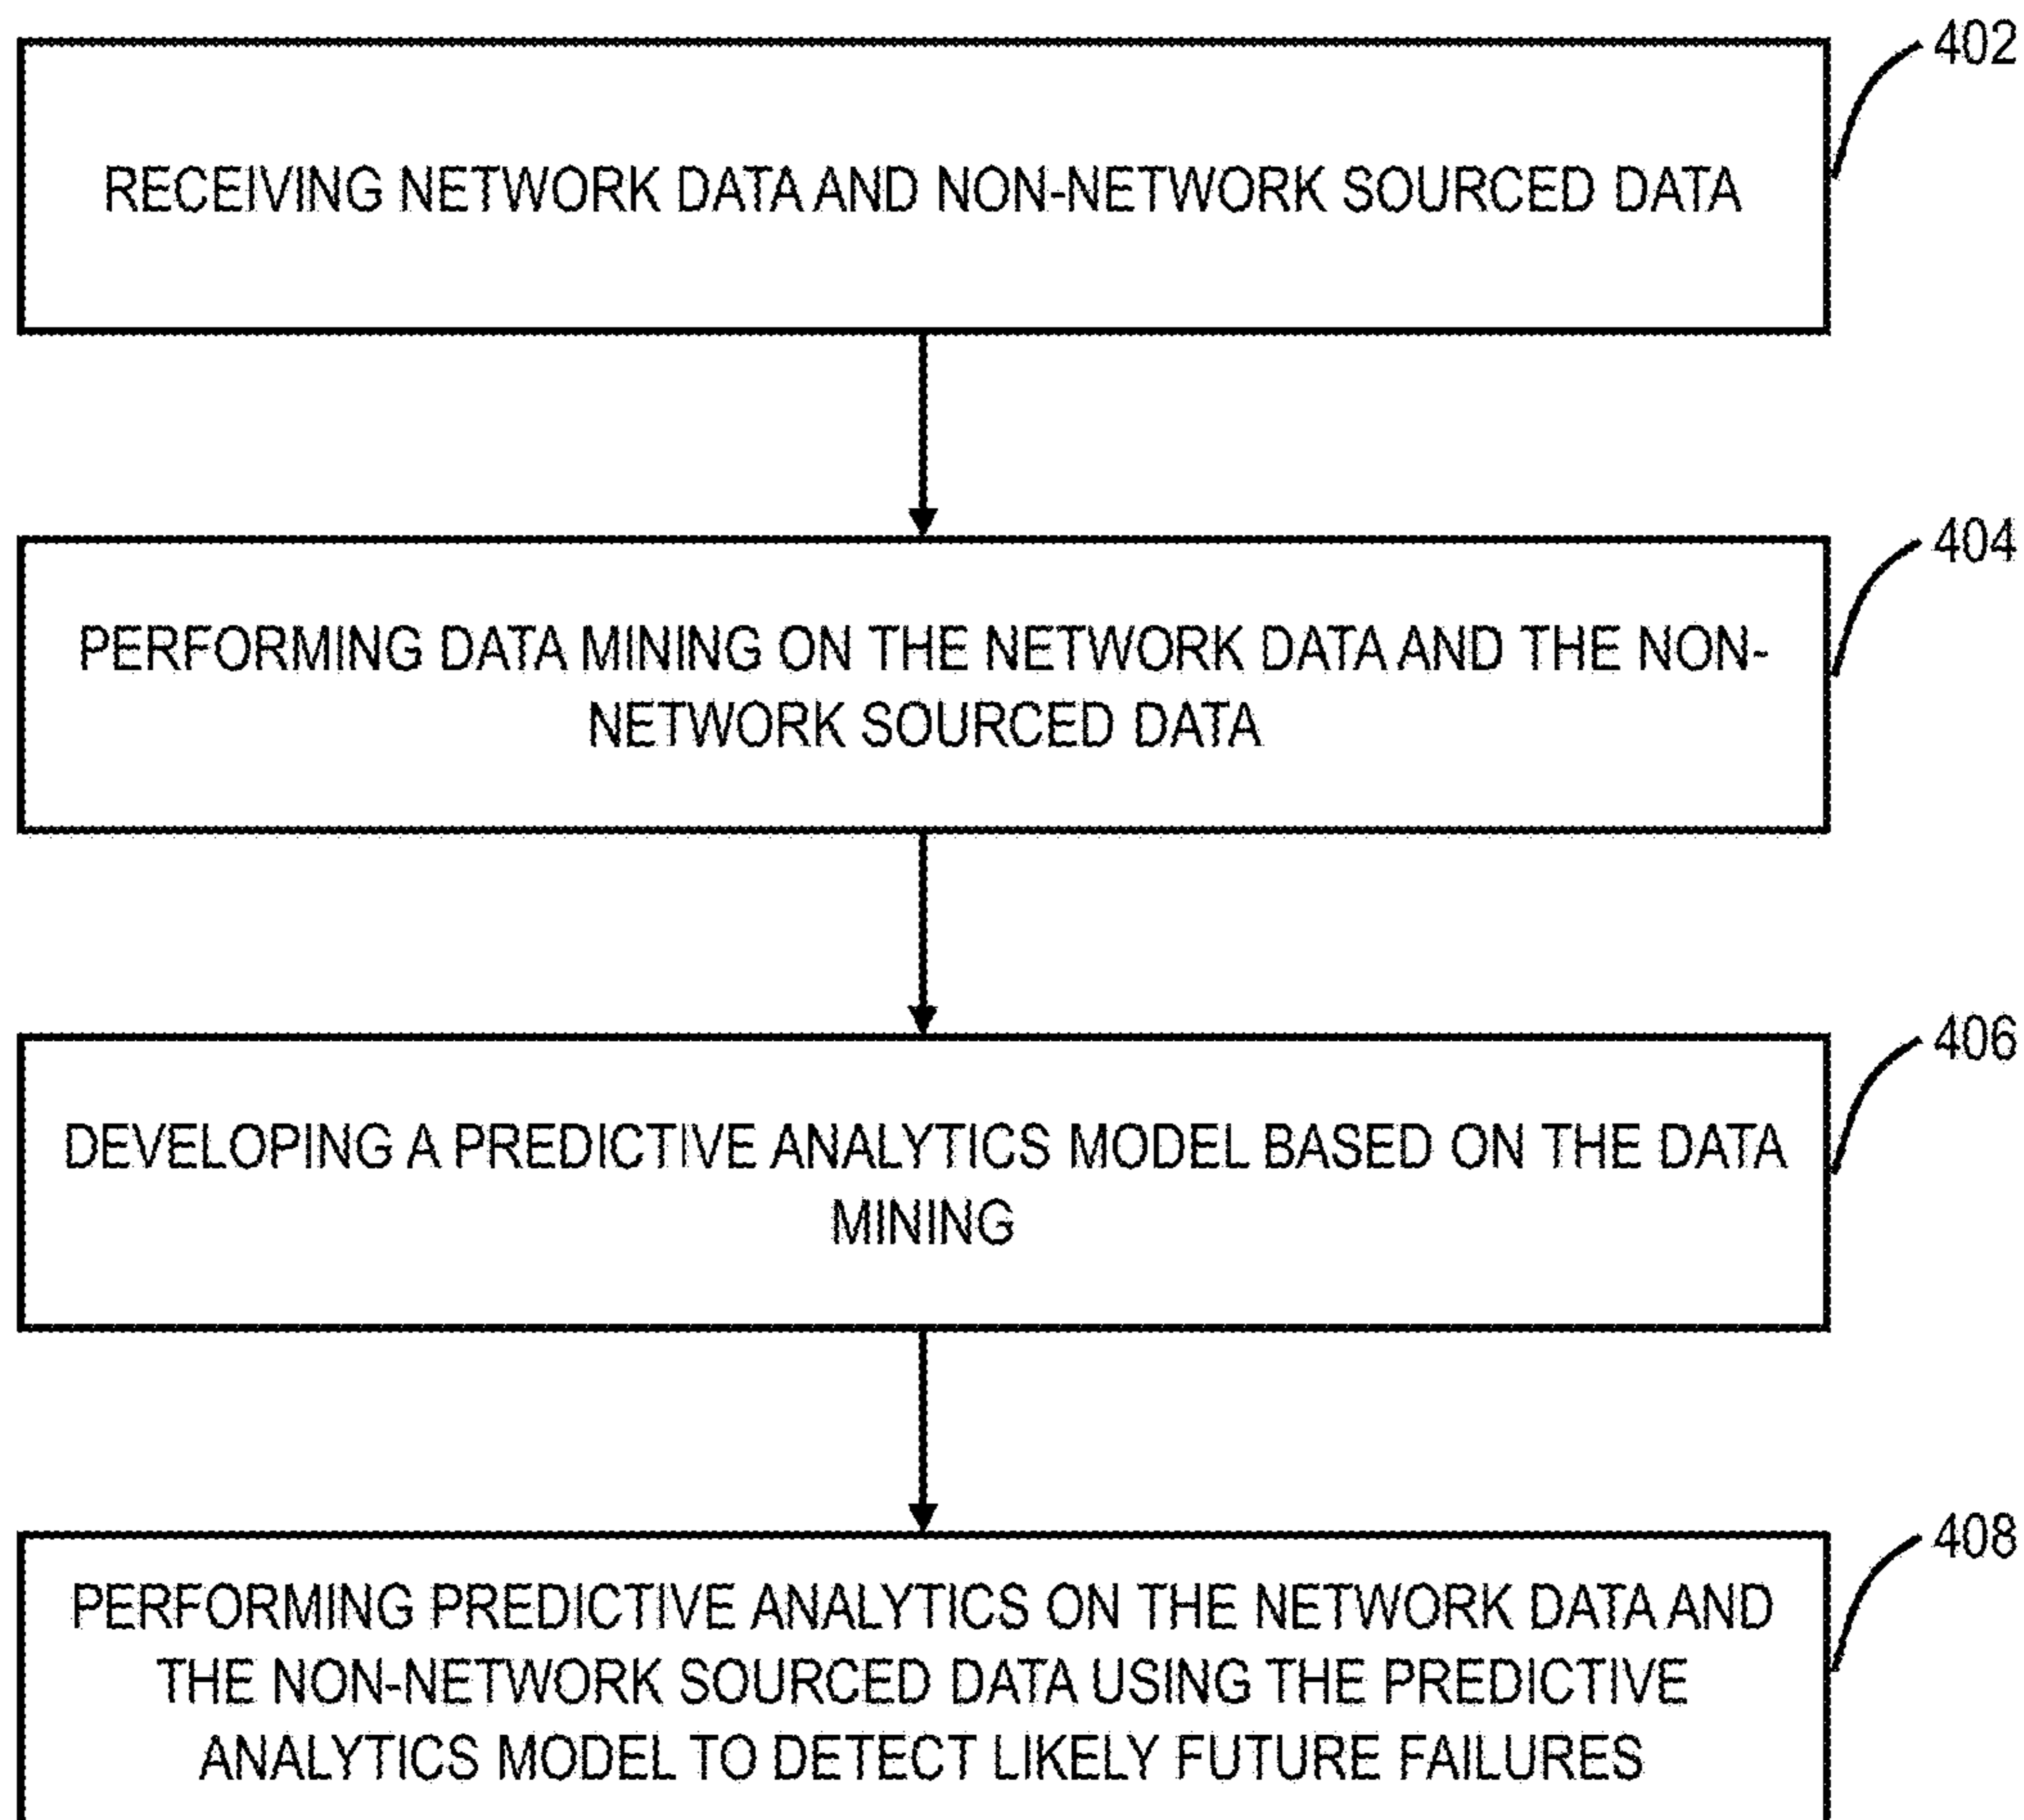 402
RECEIVING NETWORK DATA AND NON-NETWORK SOURCED DATA
404
PERFORMING DATA MINING ON THE NETWORK DATA AND THE NON-
NETWORK SOURCED DATA
406
DEVELOPING A PREDICTIVE ANALYTICS MODEL BASED ON THE DATA
MINING
408
PERFORMING PREDICTIVE ANALYTICS ON THE NETWORK DATA AND
THE NON-NETWORK SOURCED DATA USING THE PREDICTIVE
ANALYTICS MODEL TO DETECT LIKELY FUTURE FAILURES